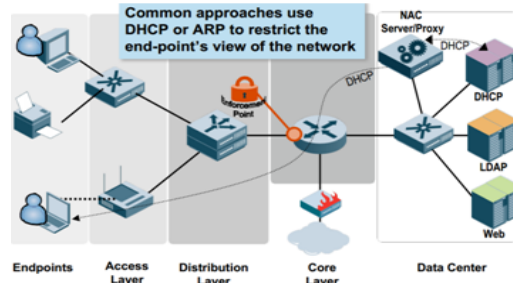 Common approaches use
DHCP or ARP to restrict the
end-point's view of the network
NAC
Server/Proxy
DHCP
DHCP
Enforcement
Point
DHCP
LDAP
Web
Endpoints
Access
Layer
Distribution
Layer
Core
Layer
Data Center